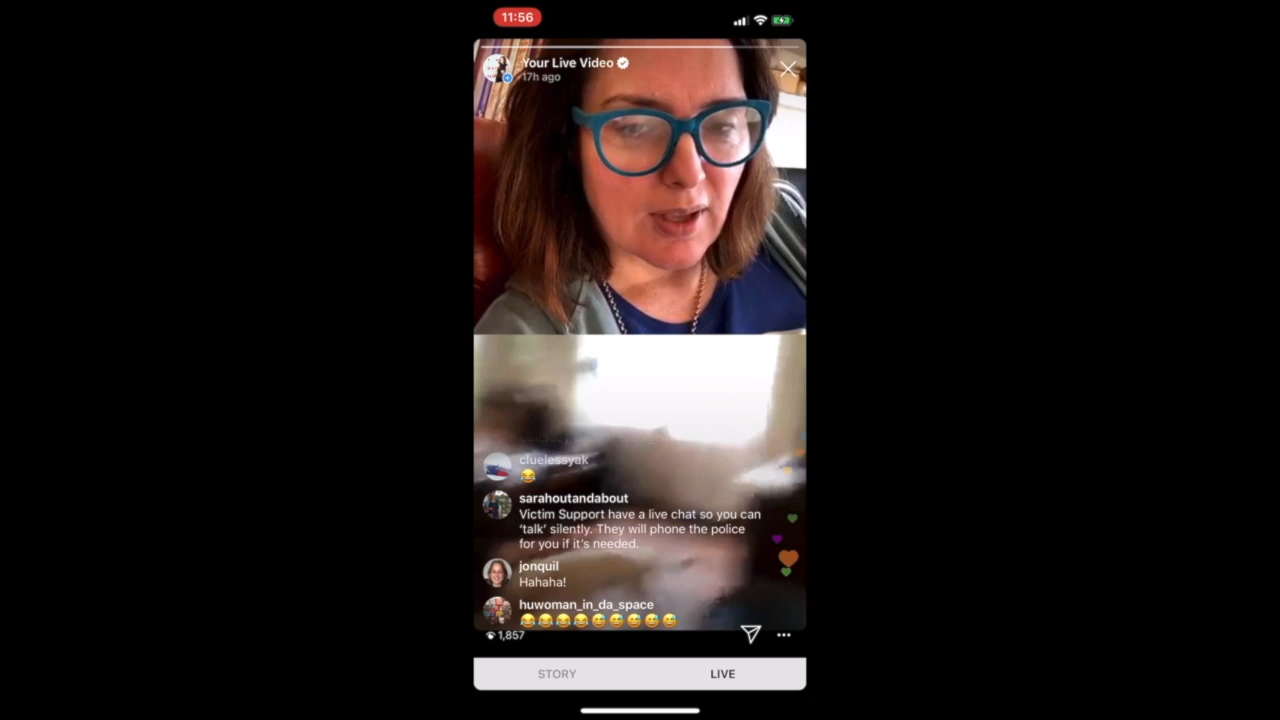 11:56
Your Live Video
17h ago
cluelessyak
😂
sarahoutandabout
Victim Support have a live chat so you can
‘talk’ silently. They will phone the police
for you if it’s needed.
jonquil
Hahaha!
huwoman_in_da_space
😂😂😂😂😅😅😅😅😅
1,857
STORY
LIVE